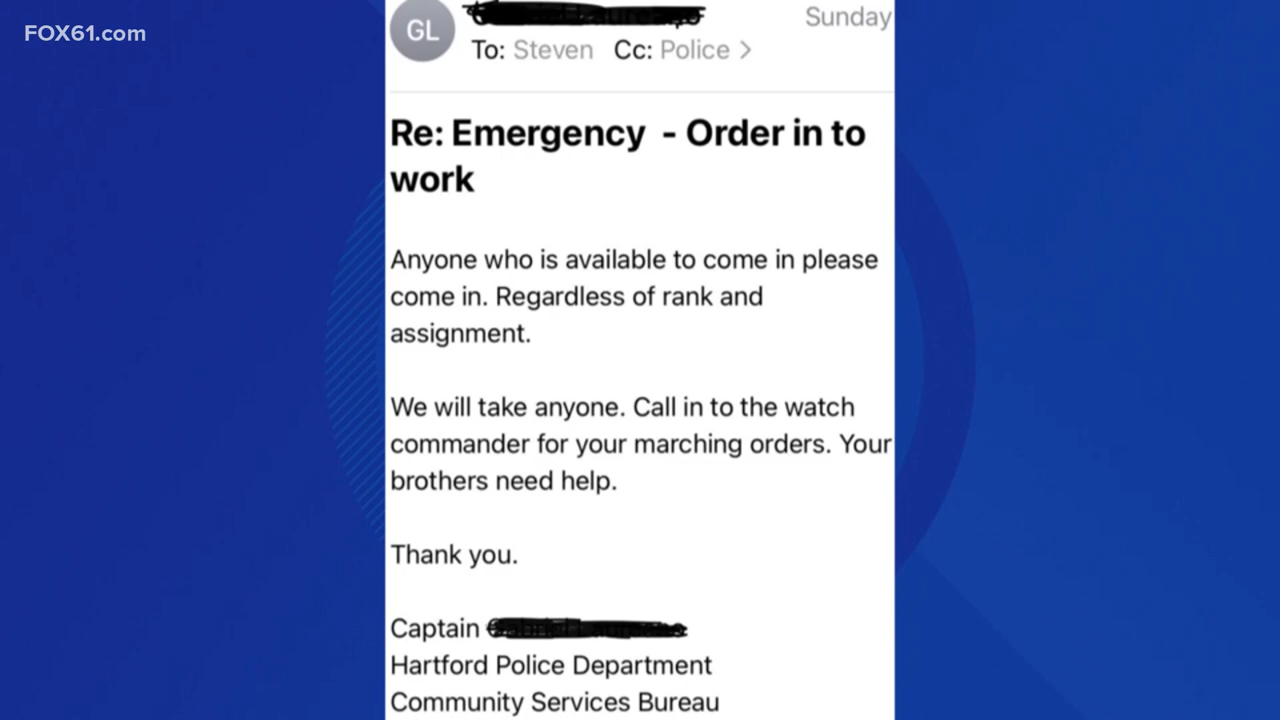 FOX61.com
GL
Sunday
To: Steven Cc: Police >
Re: Emergency - Order in to
work
Anyone who is available to come in please
come in. Regardless of rank and
assignment.
We will take anyone. Call in to the watch
commander for your marching orders. Your
brothers need help.
Thank you.
Captain
Hartford Police Department
Community Services Bureau